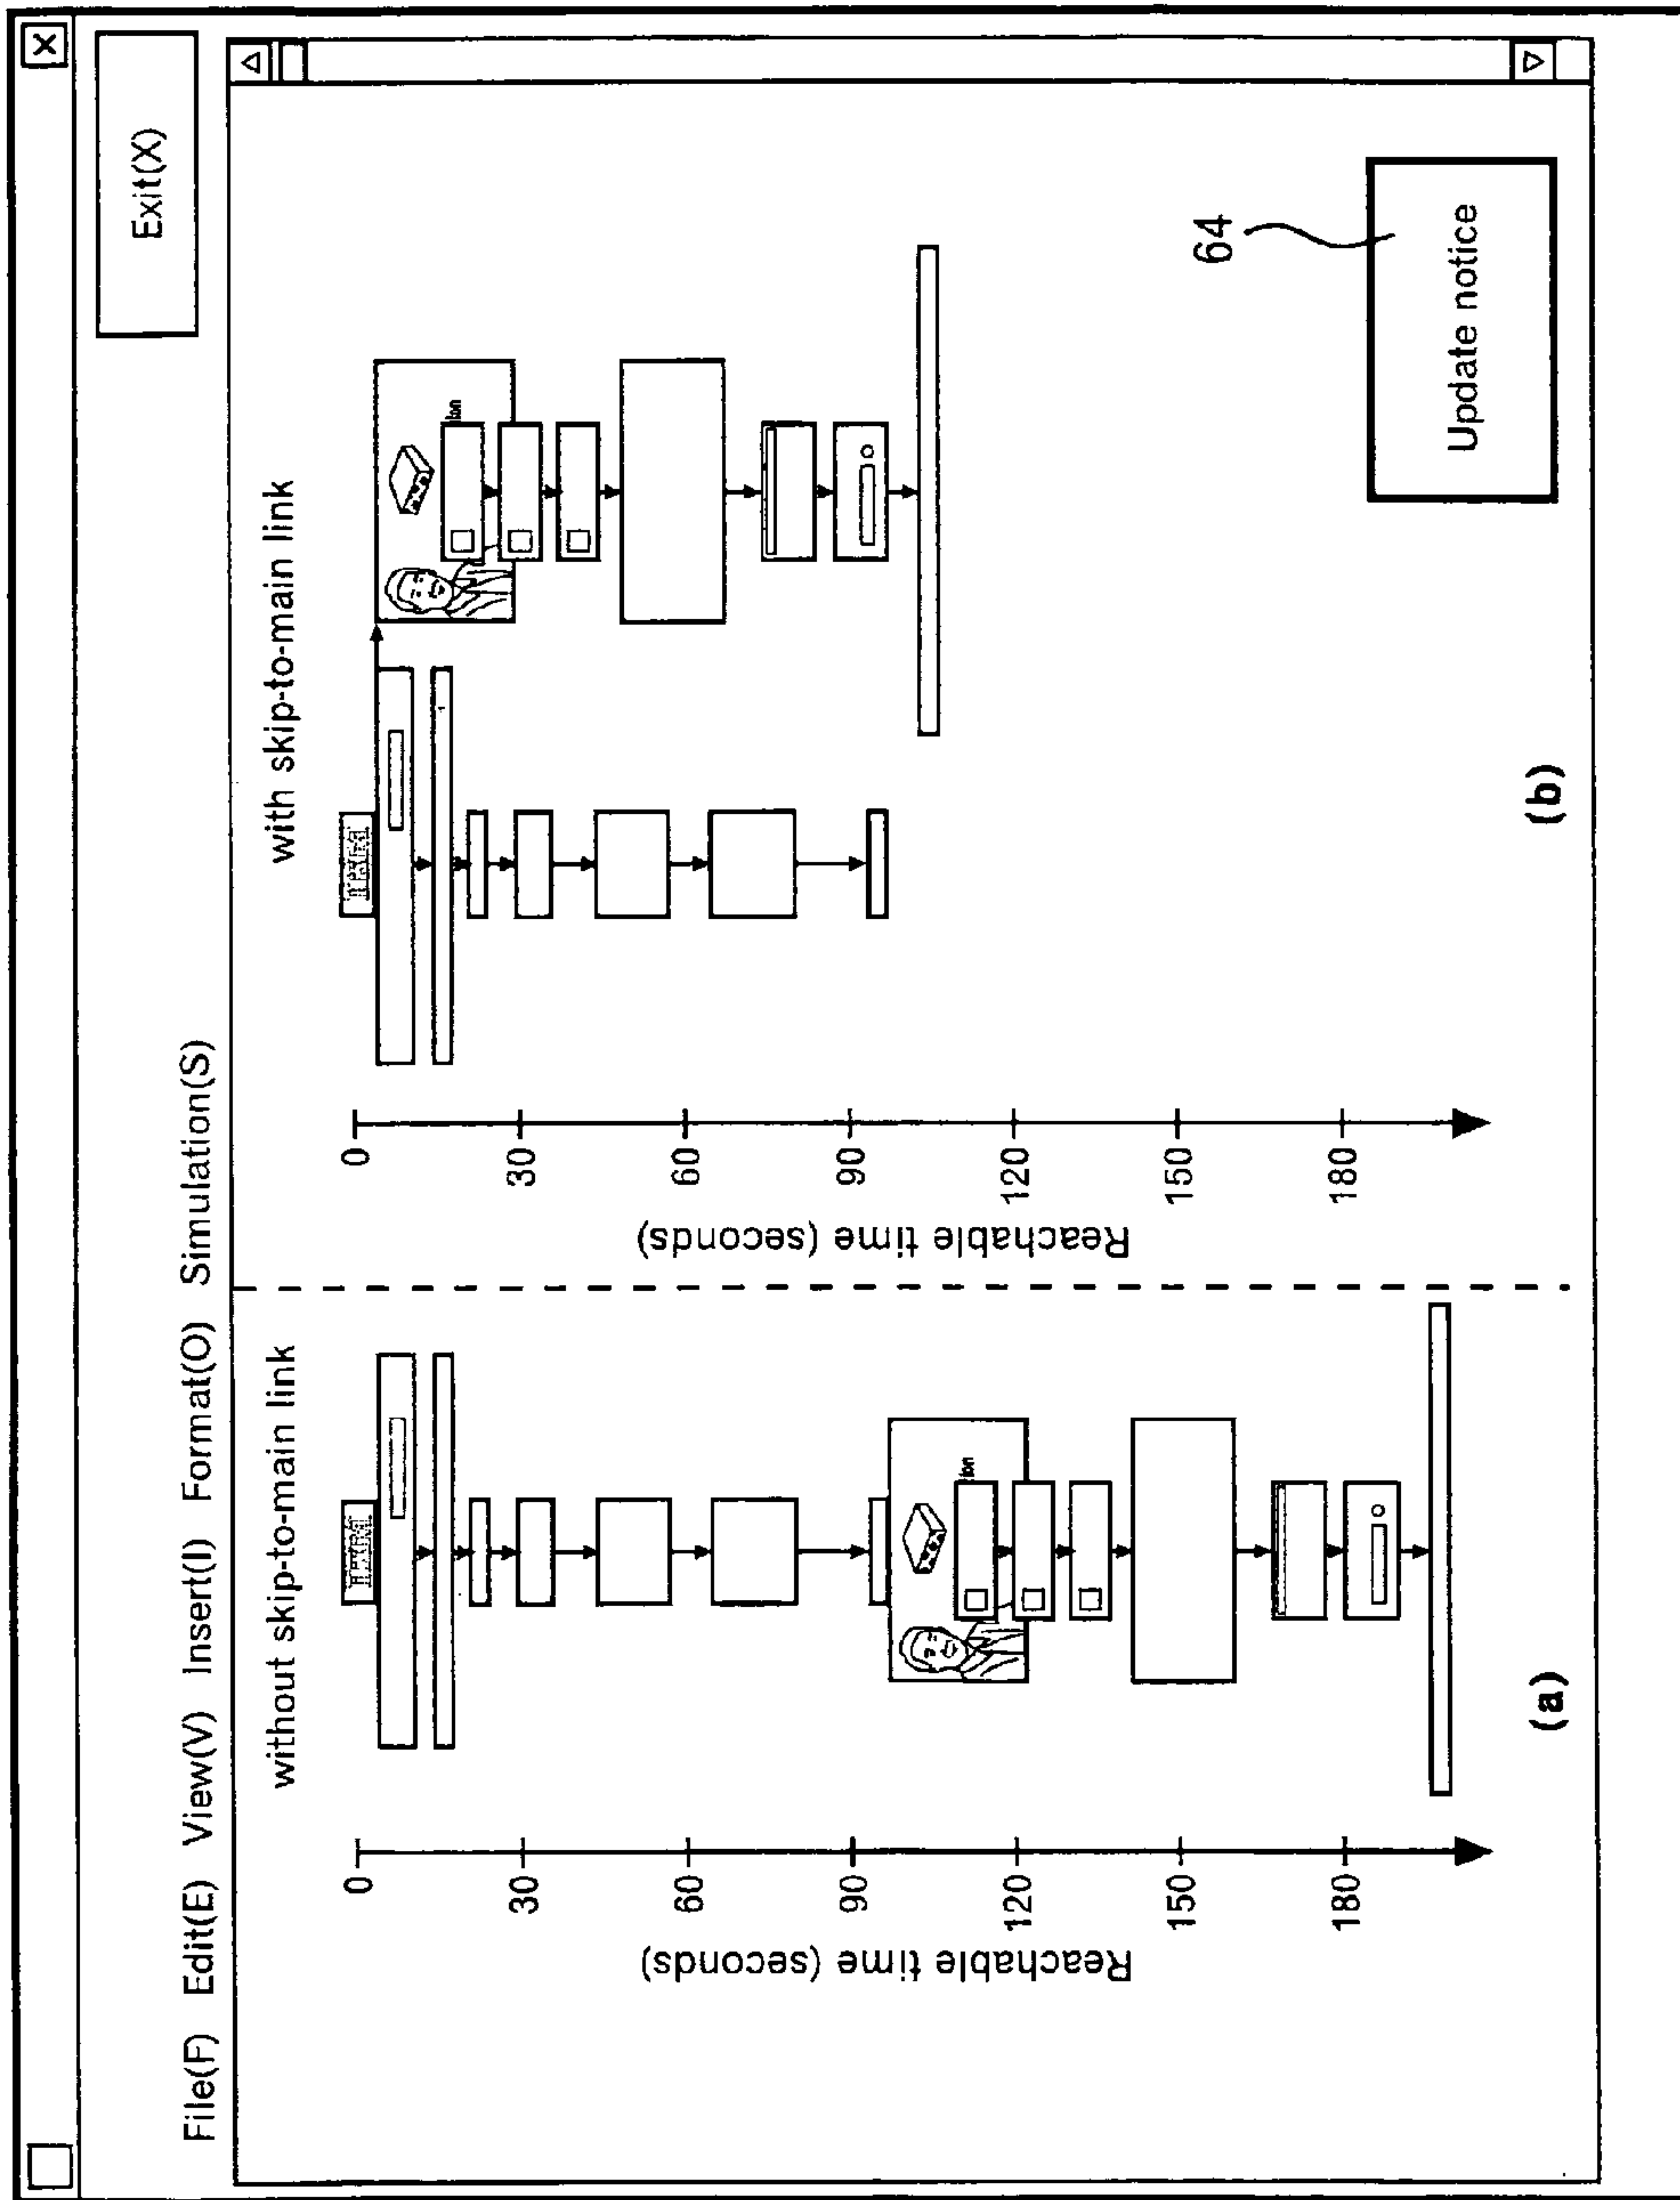 Exit(X)
File(F) Edit(E) View(V) Insert(I) Format(O) Simulation(S)
without skip-to-main link
Reachable time (seconds)
0
30
60
90
120
150
180
(a)
with skip-to-main link
Reachable time (seconds)
0
30
60
90
120
150
180
(b)
64
Update notice